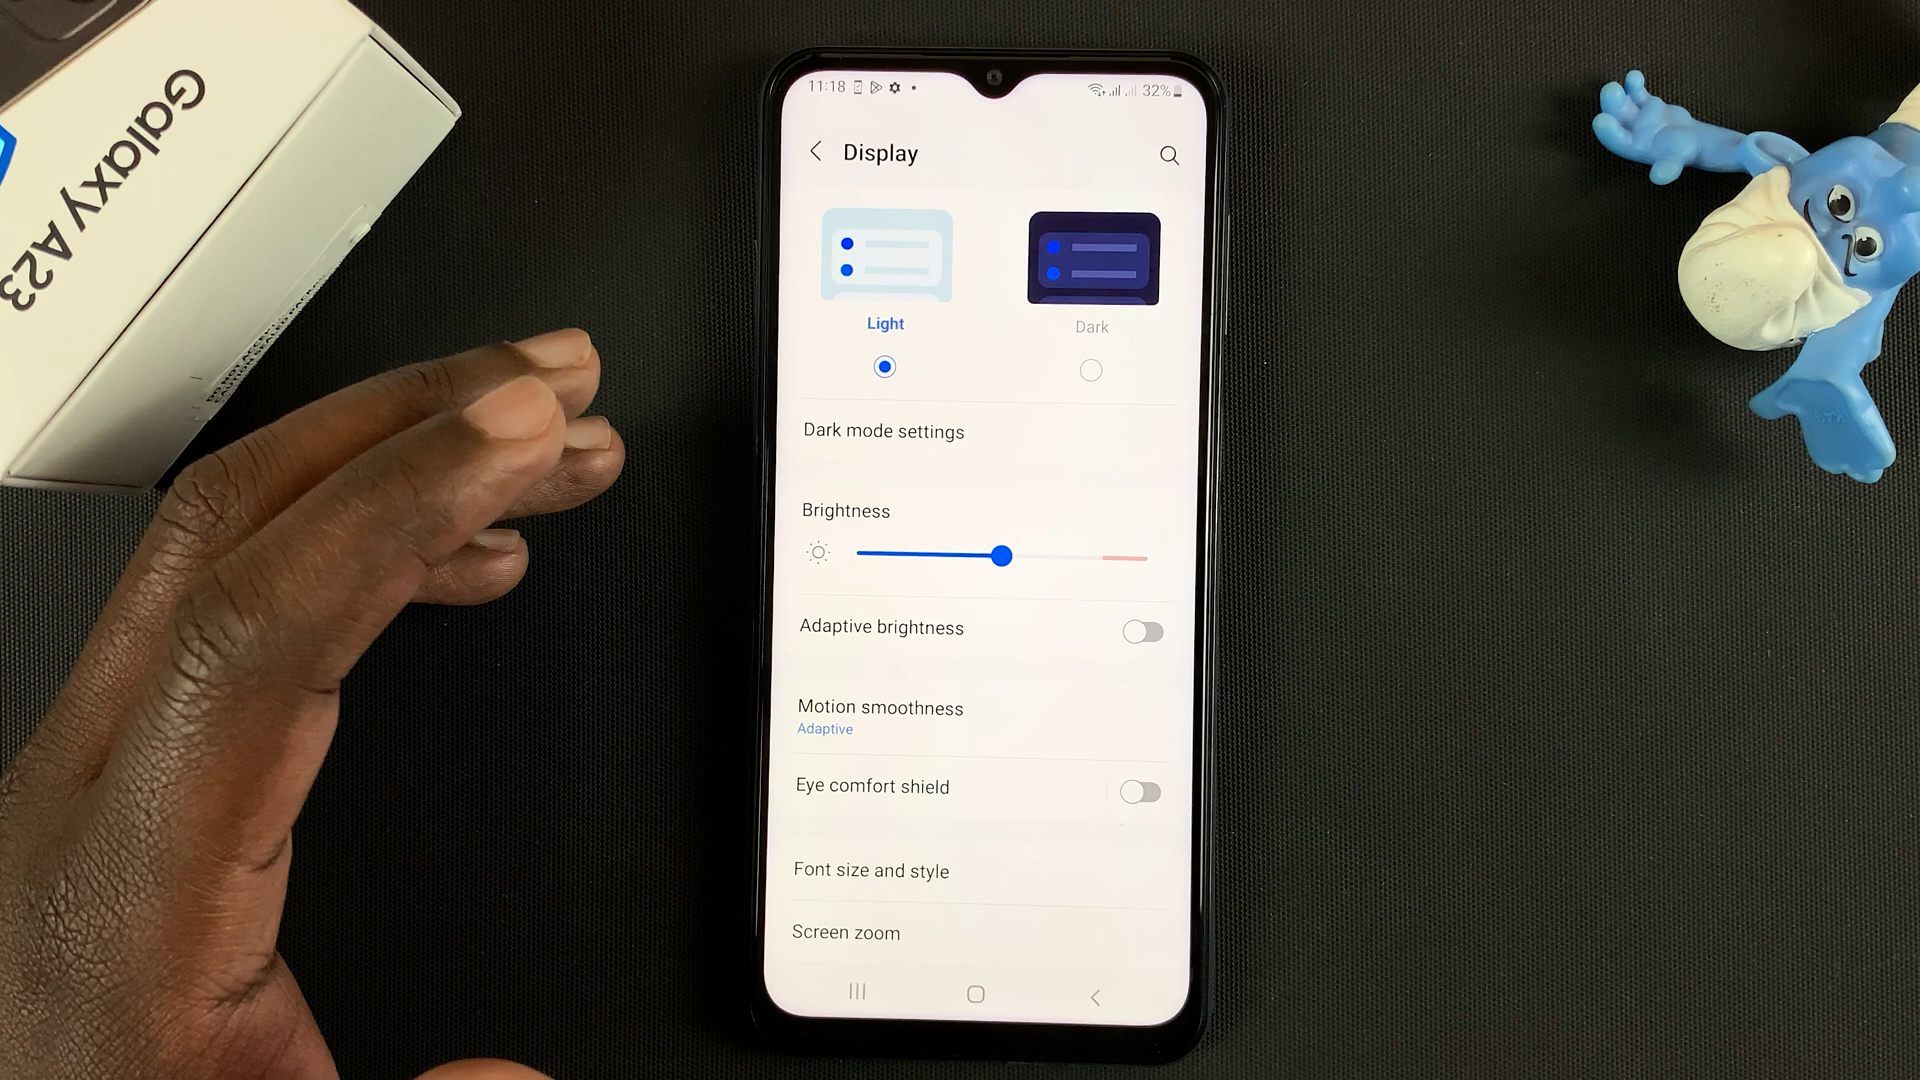 Galaxy A23
11:18
32%
Display
Light
Dark
Dark mode settings
Brightness
Adaptive brightness
Motion smoothness
Adaptive
Eye comfort shield
Font size and style
Screen zoom